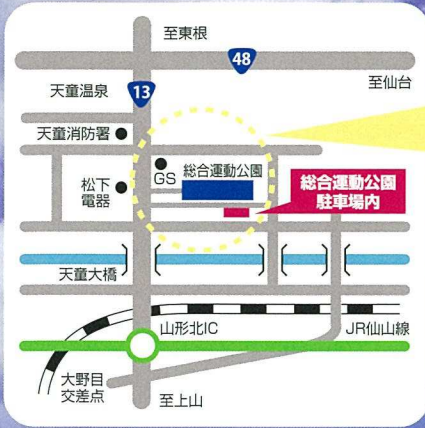 至東根
48
至仙台
天童温泉
13
天童消防署
GS
総合運動公園
松下
電器
総合運動公園
駐車場内
天童大橋
山形北IC
JR仙山線
大野目
交差点
至上山